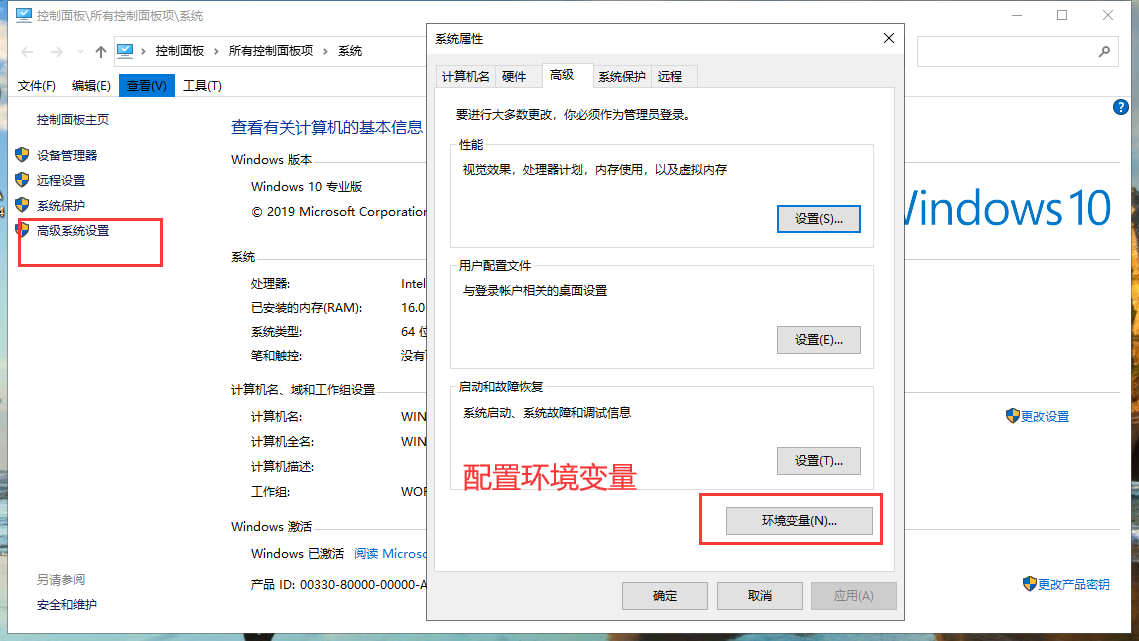 控制面板\所有控制面板项\系统
控制面板 › 所有控制面板项 › 系统
文件(F) 编辑(E) 查看(V) 工具(T)
控制面板主页
设备管理器
远程设置
系统保护
高级系统设置
另请参阅
安全和维护
查看有关计算机的基本信息
Windows 版本
Windows 10 专业版
© 2019 Microsoft Corporation
indows 10
系统
处理器: Intel
已安装的内存(RAM): 16.0
系统类型: 64 位
笔和触控: 没有
计算机名、域和工作组设置
计算机名: WIN
计算机全名: WIN
计算机描述:
工作组: WOR
更改设置
Windows 激活
Windows 已激活 阅读 Microso
产品 ID: 00330-80000-00000-A
更改产品密钥
系统属性
计算机名 硬件 高级 系统保护 远程
要进行大多数更改，你必须作为管理员登录。
性能
视觉效果，处理器计划，内存使用，以及虚拟内存
设置(S)...
用户配置文件
与登录帐户相关的桌面设置
设置(E)...
启动和故障恢复
系统启动、系统故障和调试信息
设置(T)...
配置环境变量
环境变量(N)...
确定 取消 应用(A)
?